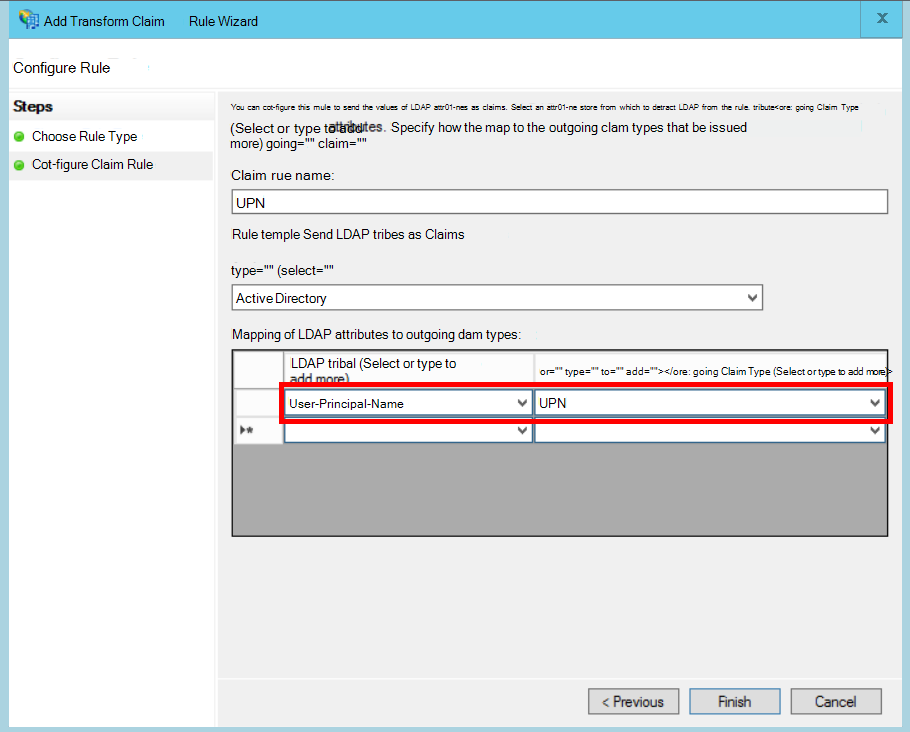 Add Transform Claim Rule Wizard
X
Configure Rule
Steps
Choose Rule Type
Cot-figure Claim Rule
You can cot-figure this mule to send the values of LDAP attr01-nes as claims. Select an attr01-ne store from which to detract LDAP from the rule. tribute<ore: going Claim Type
(Select or type to add attributes. Specify how the map to the outgoing clam types that be issued
more) going="" claim=""
Claim rue name:
UPN
Rule temple Send LDAP tribes as Claims
type="" (select=""
Active Directory
Mapping of LDAP attributes to outgoing dam types:
LDAP tribal (Select or type to
add more)
or="" type="" to="" add=""></ore: going Claim Type (Select or type to add more)>
User-Principal-Name
UPN
< Previous
Finish
Cancel